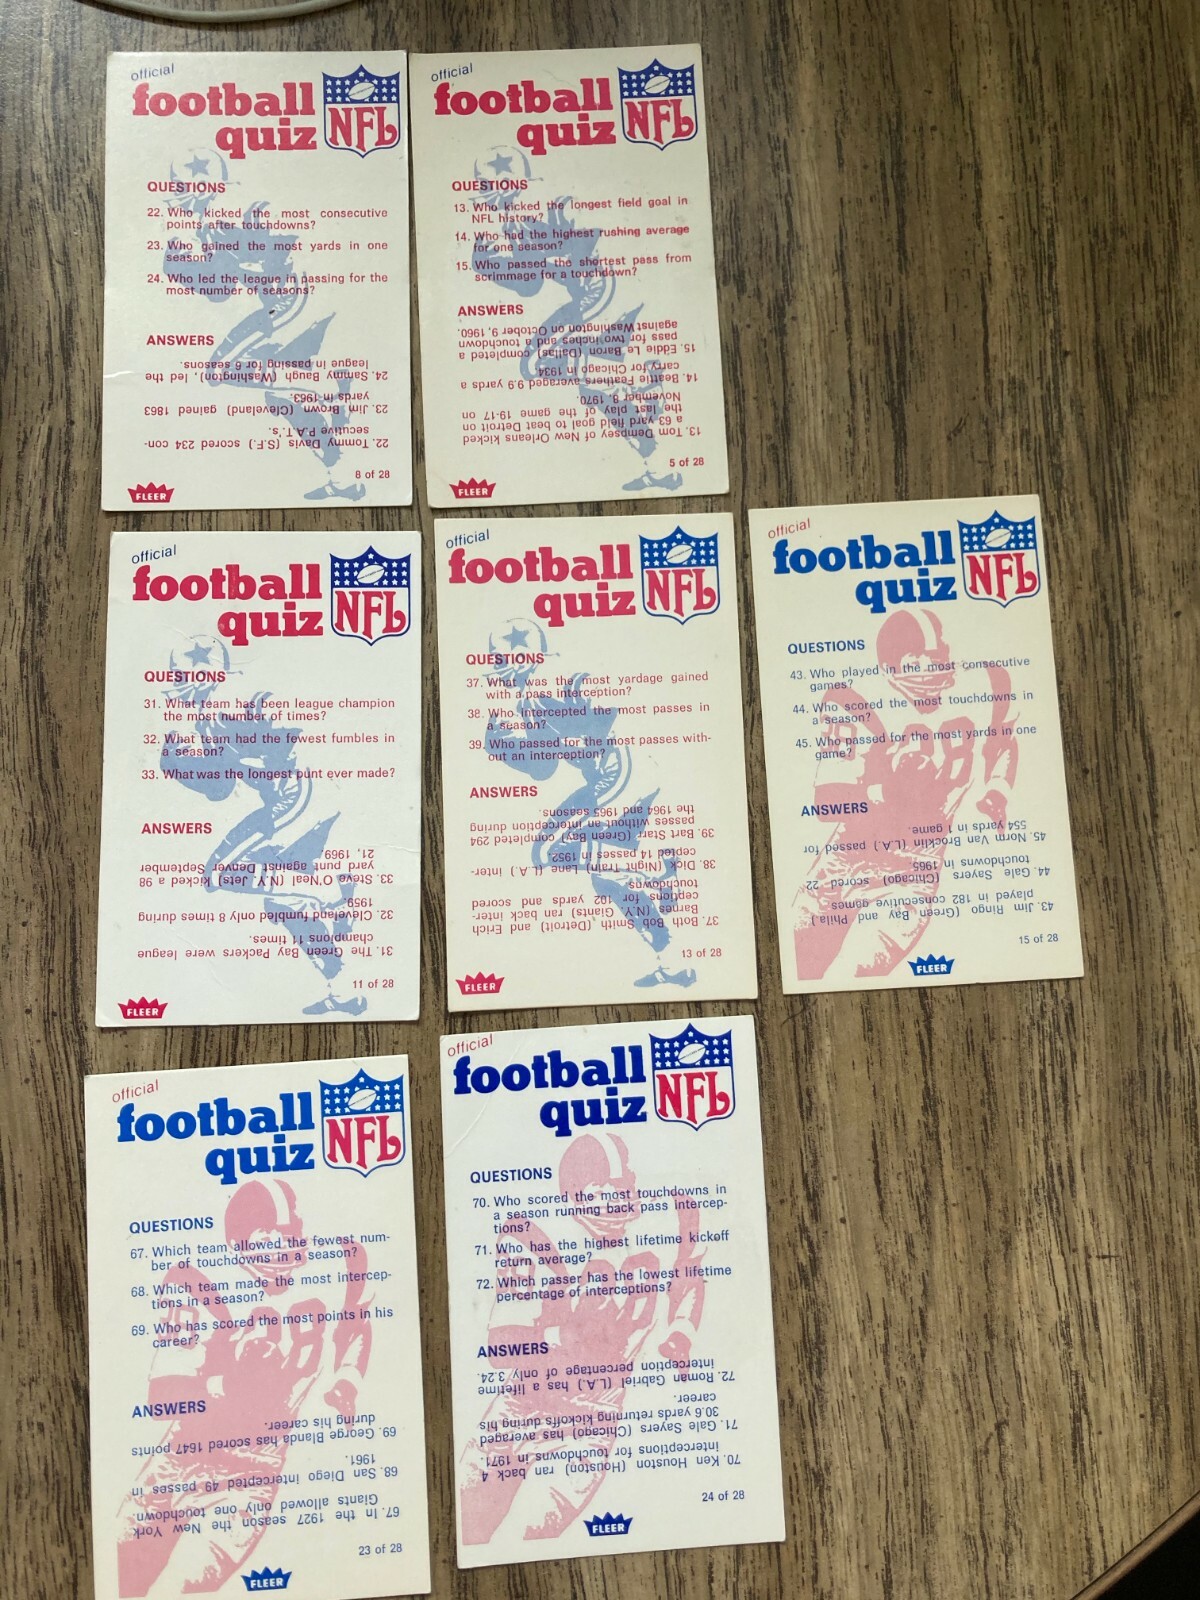 official
football
quiz
NFL
QUESTIONS
22. Who kicked the most consecutive
points after touchdowns?
23. Who gained the most yards in one
season?
24. Who led the league in passing for the
most number of seasons?
ANSWERS
22. Tommy Davis (S.F.) scored 234 con-
secutive P.A.T.'s.
23. Jim Brown (Cleveland) gained 1863
yards in 1963.
24. Sammy Baugh (Washington), led the
league in passing for 6 seasons.
8 of 28
FLEER
official
football
quiz
NFL
QUESTIONS
13. Who kicked the longest field goal in
NFL history?
14. Who had the highest rushing average
for one season?
15. Who passed the shortest pass from
scrimmage for a touchdown?
ANSWERS
13. Tom Dempsey of New Orleans kicked
a 63 yard field goal to beat Detroit on
the last play of the game 19-17 on
November 8, 1970.
14. Beattie Feathers averaged 9.9 yards a
carry for Chicago in 1934
15. Eddie Le Baron (Dallas) completed a
pass for two inches and a touchdown
against Washington on October 9, 1960.
5 of 28
FLEER
official
football
quiz
NFL
QUESTIONS
31. What team has been league champion
the most number of times?
32. What team had the fewest fumbles in
a season?
33. What was the longest punt ever made?
ANSWERS
31. The Green Bay Packers were league
champions 11 times.
32. Cleveland fumbled only 8 times during
1959.
33. Steve O'Neal (N.Y. Jets) kicked a 98
yard punt against Denver September
21, 1969.
11 of 28
FLEER
official
football
quiz
NFL
QUESTIONS
37. What was the most yardage gained
with a pass interception?
38. Who intercepted the most passes in
a season?
39. Who passed for the most passes with-
out an interception?
ANSWERS
37. Both Bob Smith (Detroit) and Erich
Barnes (N.Y. Giants) ran back inter-
ceptions for 102 yards and scored
touchdowns.
38. Dick (Night Train) Lane (L.A.) inter-
cepted 14 passes in 1952.
39. Bart Starr (Green Bay) completed 294
passes without an interception during
the 1964 and 1965 seasons.
13 of 28
FLEER
official
football
quiz
NFL
QUESTIONS
43. Who played in the most consecutive
games?
44. Who scored the most touchdowns in
a season?
45. Who passed for the most yards in one
game?
ANSWERS
43. Jim Ringo (Green Bay and Phila.)
played in 182 consecutive games.
44. Gale Sayers (Chicago) scored 22
touchdowns in 1965.
45. Norm Van Brocklin (L.A.) passed for
554 yards in 1 game.
15 of 28
FLEER
official
football
quiz
NFL
QUESTIONS
67. Which team allowed the fewest num-
ber of touchdowns in a season?
68. Which team made the most intercep-
tions in a season?
69. Who has scored the most points in his
career?
ANSWERS
67. In the 1927 season the New York
Giants allowed only one touchdown.
68. San Diego intercepted 49 passes in
1961.
69. George Blanda has scored 1647 points
during his career.
23 of 28
FLEER
official
football
quiz
NFL
QUESTIONS
70. Who scored the most touchdowns in
a season running back pass intercep-
tions?
71. Who has the highest lifetime kickoff
return average?
72. Which passer has the lowest lifetime
percentage of interceptions?
ANSWERS
70. Ken Houston (Houston) ran back 4
interceptions for touchdowns in 1971.
71. Gale Sayers (Chicago) has averaged
30.6 yards returning kickoffs during his
career.
72. Roman Gabriel (L.A.) has a lifetime
interception percentage of only 3.24.
24 of 28
FLEER